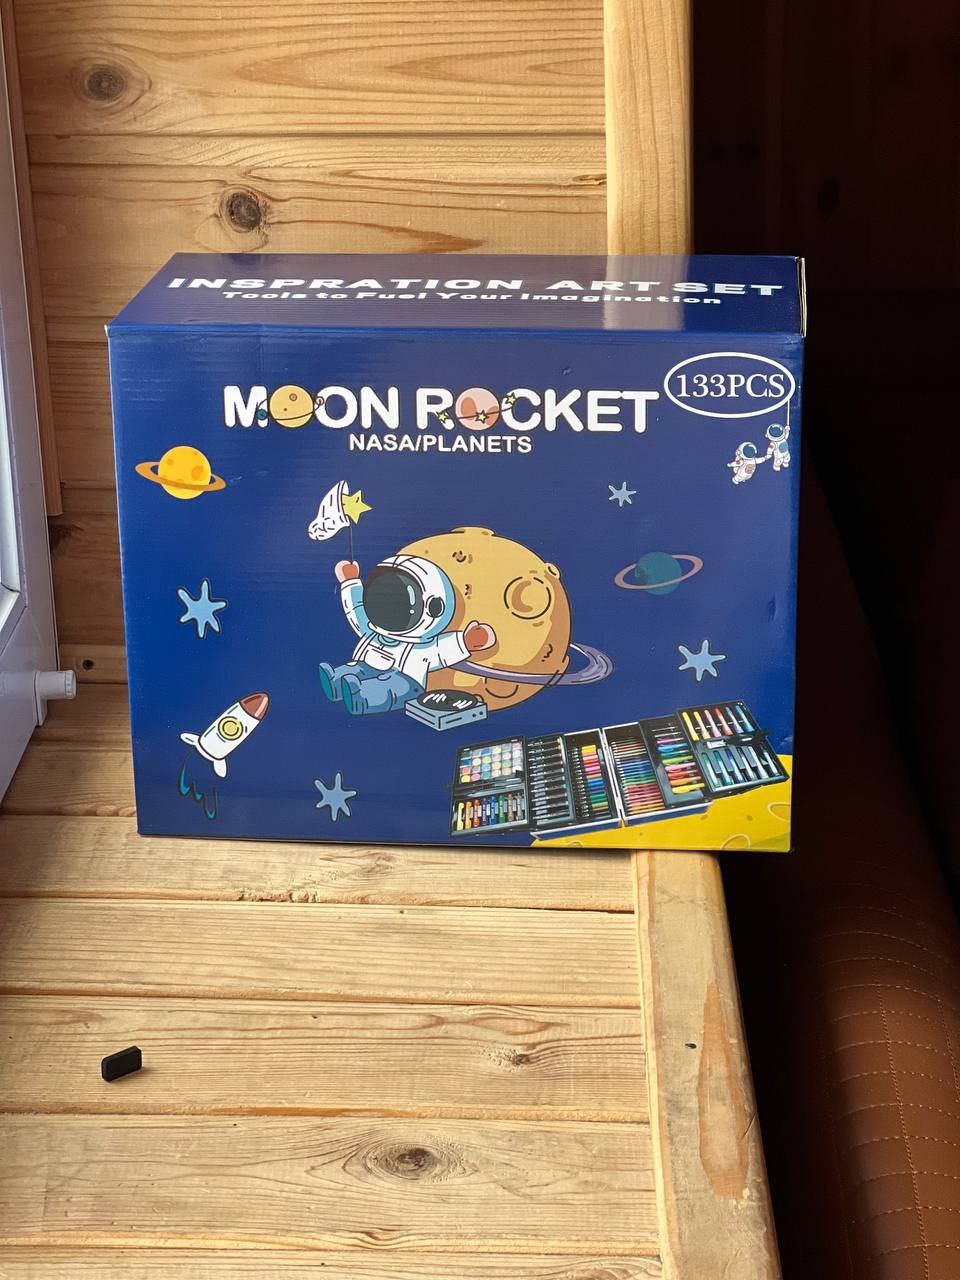 INSPRATION ART SET
Tools to Fuel Your Imagination
MOON ROCKET
133PCS
NASA/PLANETS